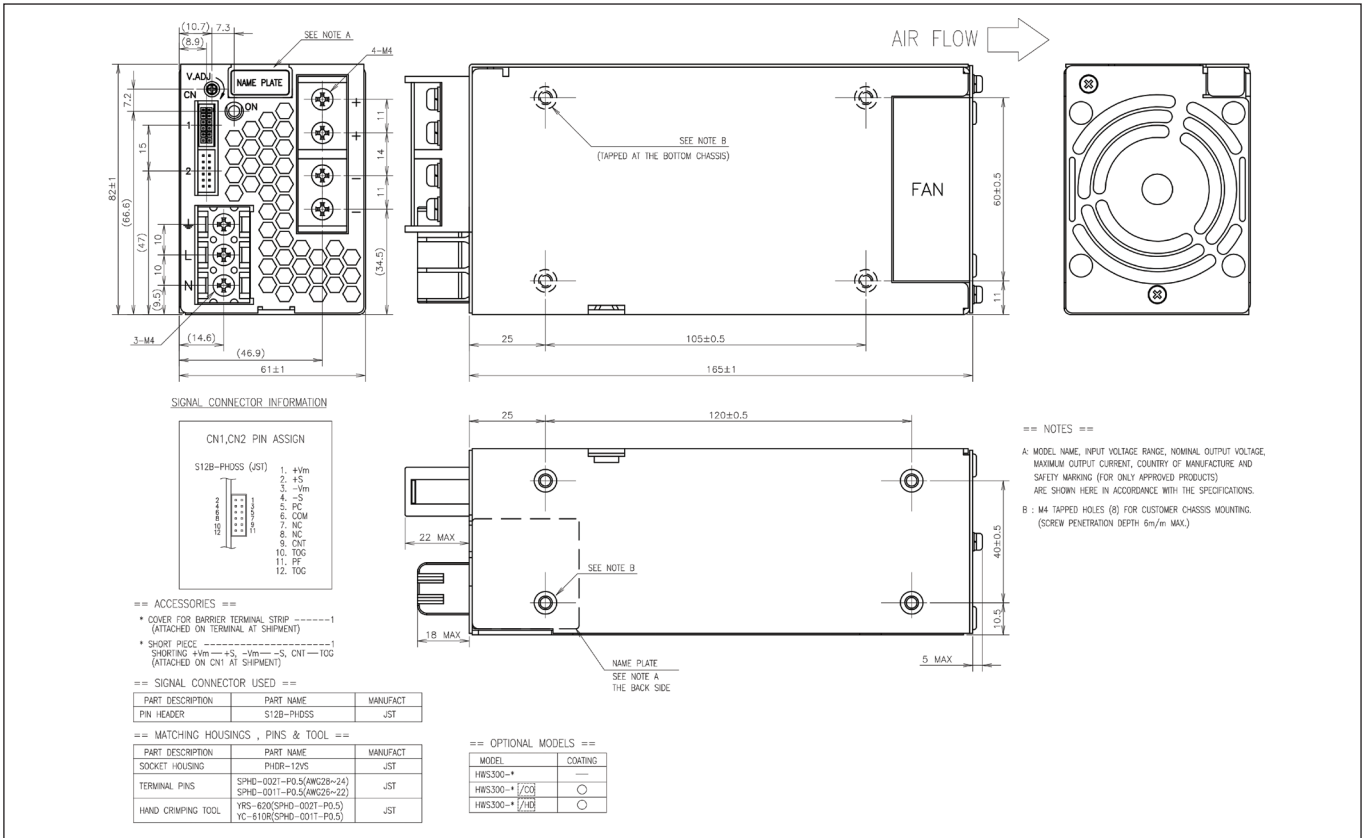 (10.7) 7.3
(8.9)
SEE NOTE A
4-M4
AIR FLOW
V.ADJ
NAME PLATE
CN
ON
7.2
1
15
2
82±1
(66.6)
(47)
10
10
(9.5)
L
N
+
+
−
−
11
14
11
(34.5)
3-M4
(14.6)
(46.9)
61±1
SEE NOTE B
(TAPPED AT THE BOTTOM CHASSIS)
FAN
60±0.5
11
25
105±0.5
165±1
SIGNAL CONNECTOR INFORMATION
CN1,CN2 PIN ASSIGN
S12B-PHDSS (JST)
2 1
4 3
6 5
8 7
10 9
12 11
1. +Vm
2. +S
3. -Vm
4. -S
5. PC
6. COM
7. NC
8. NC
9. CNT
10. TOG
11. PF
12. TOG
25
120±0.5
22 MAX
SEE NOTE B
18 MAX
40±0.5
10.5
5 MAX
NAME PLATE
SEE NOTE A
THE BACK SIDE
== NOTES ==
A: MODEL NAME, INPUT VOLTAGE RANGE, NOMINAL OUTPUT VOLTAGE,
MAXIMUM OUTPUT CURRENT, COUNTRY OF MANUFACTURE AND
SAFETY MARKING (FOR ONLY APPROVED PRODUCTS)
ARE SHOWN HERE IN ACCORDANCE WITH THE SPECIFICATIONS.
B : M4 TAPPED HOLES (8) FOR CUSTOMER CHASSIS MOUNTING.
(SCREW PENETRATION DEPTH 6m/m MAX.)
== ACCESSORIES ==
* COVER FOR BARRIER TERMINAL STRIP ------1
(ATTACHED ON TERMINAL AT SHIPMENT)
* SHORT PIECE --------------------1
SHORTING +Vm — +S, -Vm — -S, CNT — TOG
(ATTACHED ON CN1 AT SHIPMENT)
== SIGNAL CONNECTOR USED ==
PART DESCRIPTION PART NAME MANUFACT
PIN HEADER S12B-PHDSS JST
== MATCHING HOUSINGS , PINS & TOOL ==
PART DESCRIPTION PART NAME MANUFACT
SOCKET HOUSING PHDR-12VS JST
TERMINAL PINS SPHD-002T-P0.5(AWG28~24) JST
SPHD-001T-P0.5(AWG26~22)
HAND CRIMPING TOOL YRS-620(SPHD-002T-P0.5) JST
YC-610R(SPHD-001T-P0.5)
== OPTIONAL MODELS ==
MODEL COATING
HWS300-* —
HWS300-* /CO ○
HWS300-* /HD ○